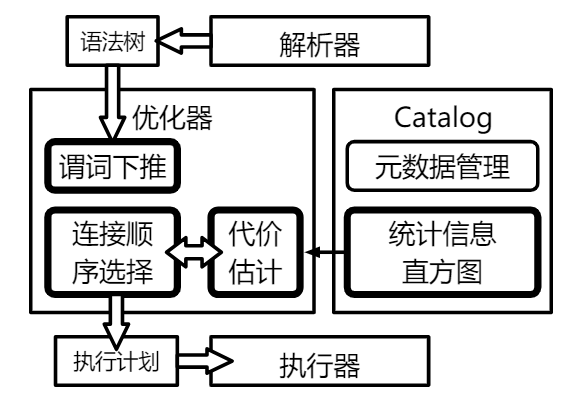 语法树
解析器
优化器
Catalog
谓词下推
元数据管理
连接顺
序选择
代价
估计
统计信息
直方图
执行计划
执行器